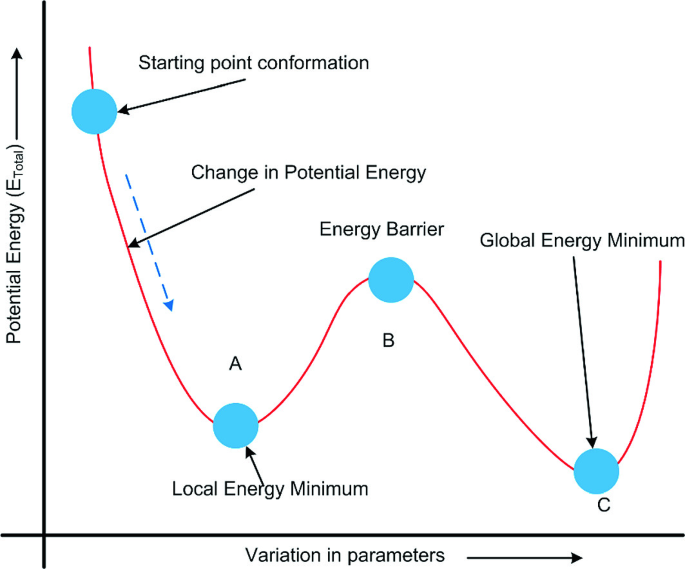 Starting point conformation
Change in Potential Energy
Energy Barrier
Global Energy Minimum
A
B
Local Energy Minimum
C
Potential Energy (ETotal)
Variation in parameters